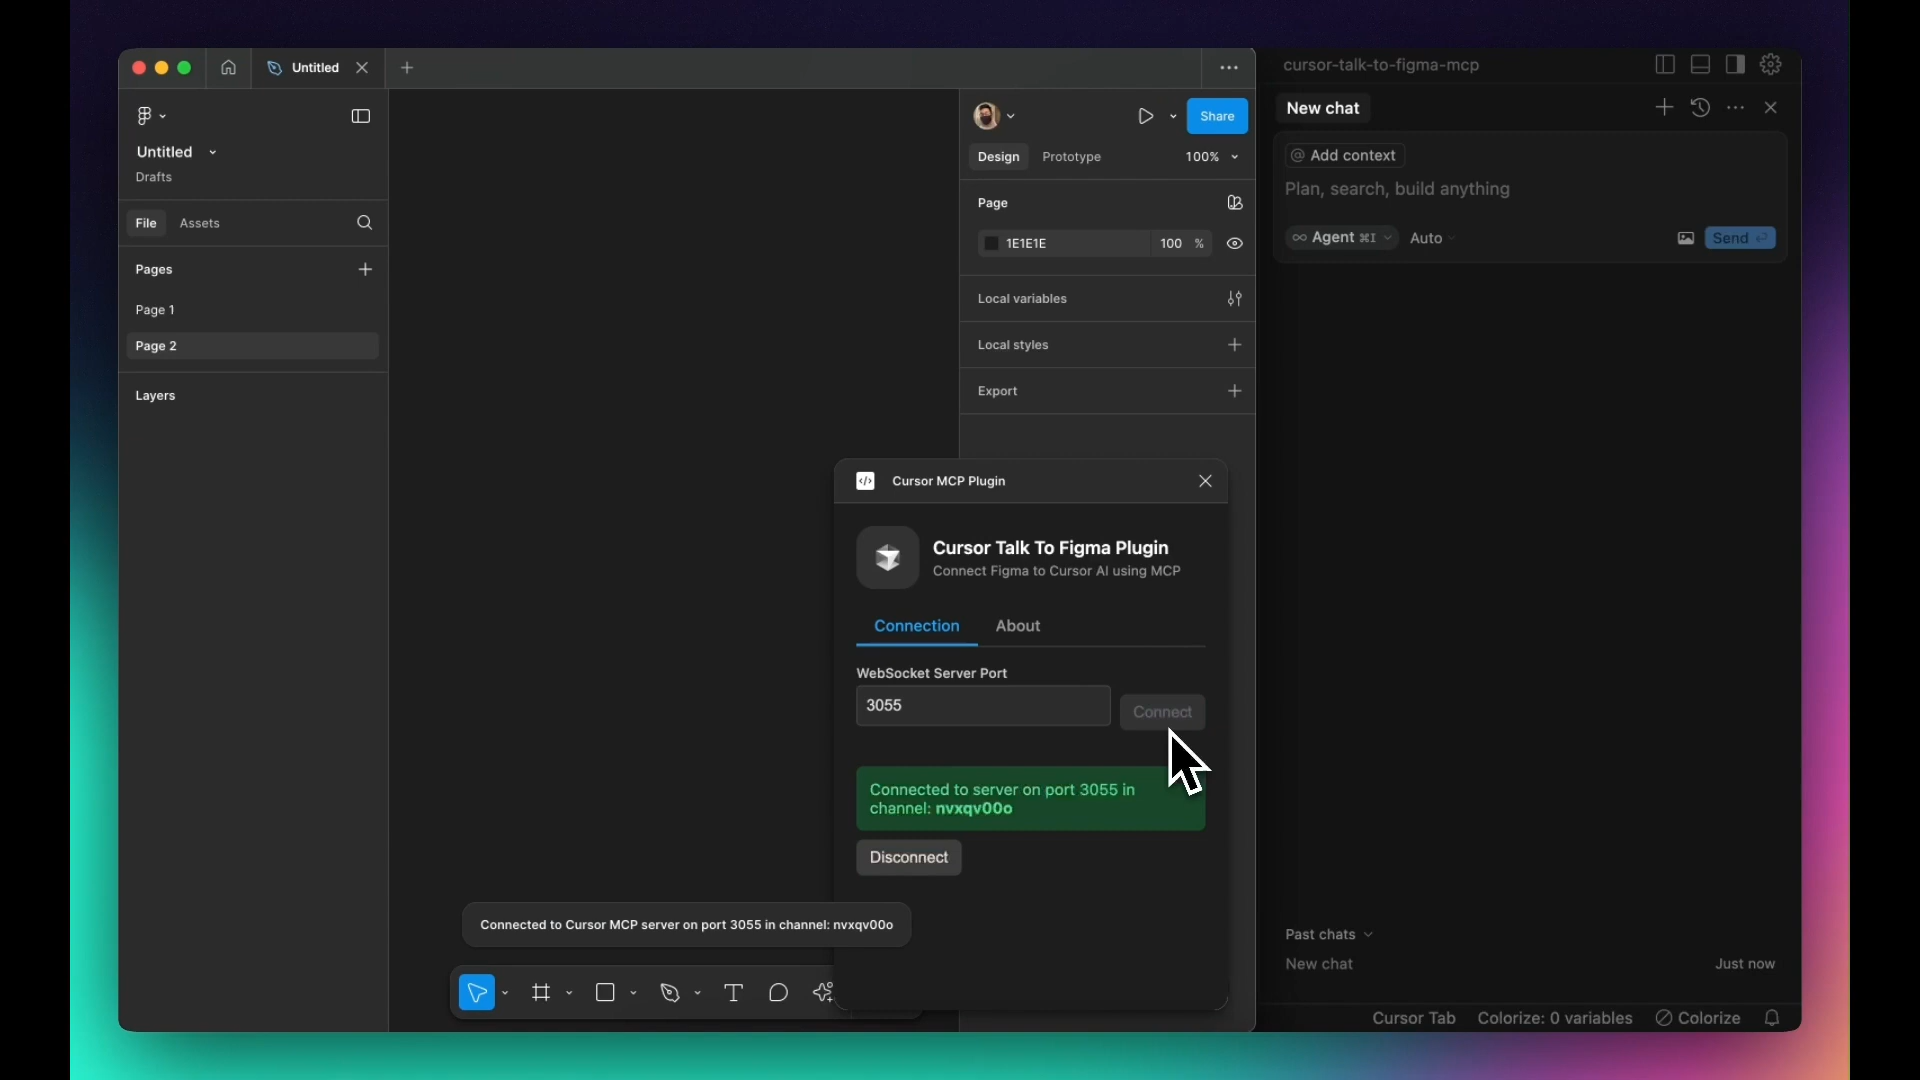 Untitled
Untitled
Drafts
File Assets
Pages
Page 1
Page 2
Layers
Share
Design Prototype 100%
Page
1E1E1E 100 %
Local variables
Local styles
Export
Cursor MCP Plugin
Cursor Talk To Figma Plugin
Connect Figma to Cursor AI using MCP
Connection About
WebSocket Server Port
3055
Connect
Connected to server on port 3055 in
channel: nvxqv00o
Disconnect
Connected to Cursor MCP server on port 3055 in channel: nvxqv00o
cursor-talk-to-figma-mcp
New chat
@ Add context
Plan, search, build anything
∞ Agent ⌘I Auto
Send
Past chats
New chat Just now
Cursor Tab Colorize: 0 variables Colorize